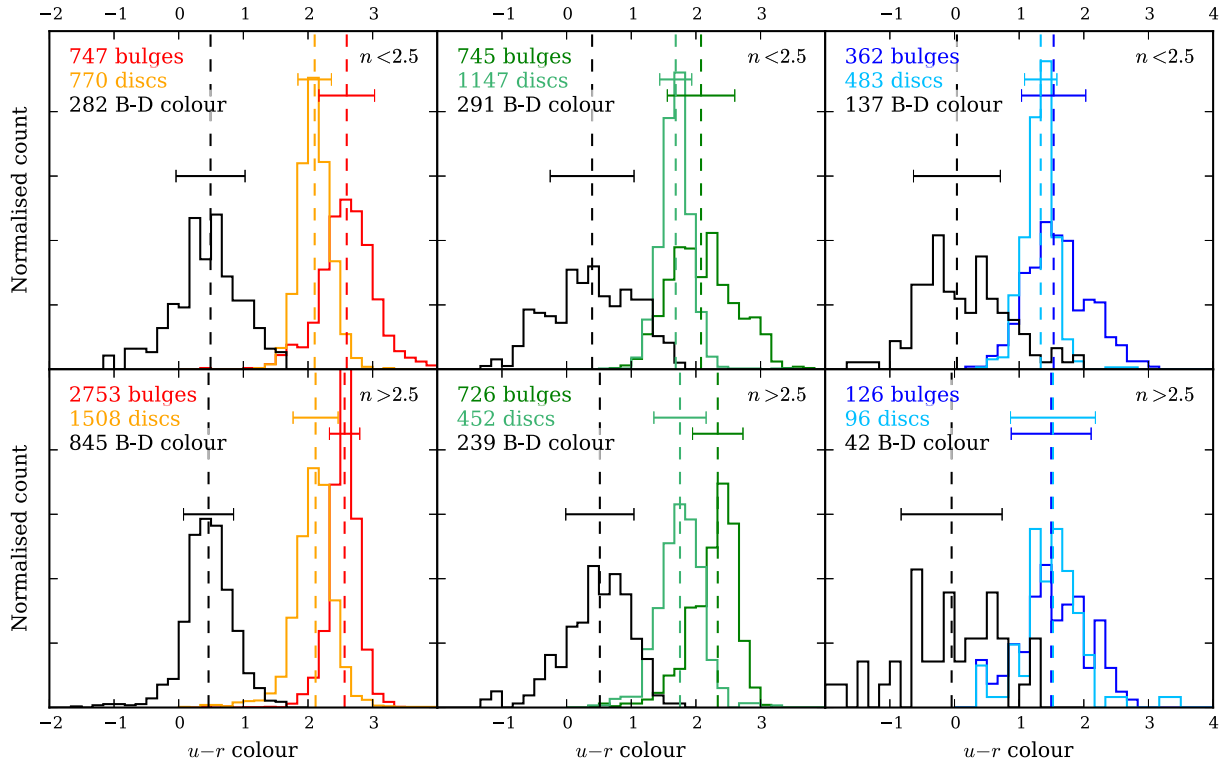 −1 0 1 2 3 −1 0 1 2 3 −1 0 1 2 3 4
747 bulges n<2.5 745 bulges n<2.5 362 bulges n<2.5
770 discs 1147 discs 483 discs
282 B-D colour 291 B-D colour 137 B-D colour
Normalised count
2753 bulges n>2.5 726 bulges n>2.5 126 bulges n>2.5
1508 discs 452 discs 96 discs
845 B-D colour 239 B-D colour 42 B-D colour
Normalised count
−2 −1 0 1 2 3 −1 0 1 2 3 −1 0 1 2 3 4
u−r colour u−r colour u−r colour